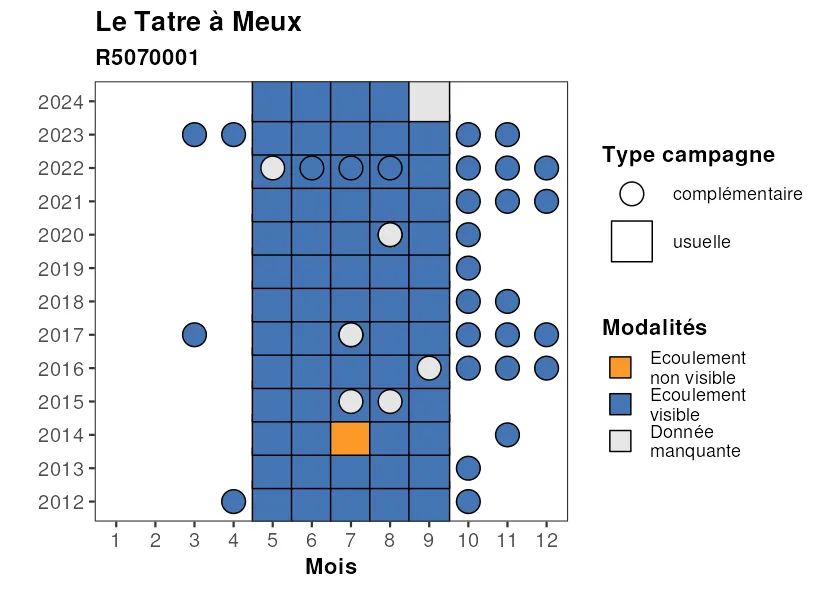 Le Tatre à Meux
R5070001
2024
2023
2022
2021
2020
2019
2018
2017
2016
2015
2014
2013
2012
1 2 3 4 5 6 7 8 9 10 11 12
Mois
Type campagne
complémentaire
usuelle
Modalités
Ecoulement
non visible
Ecoulement
visible
Donnée
manquante